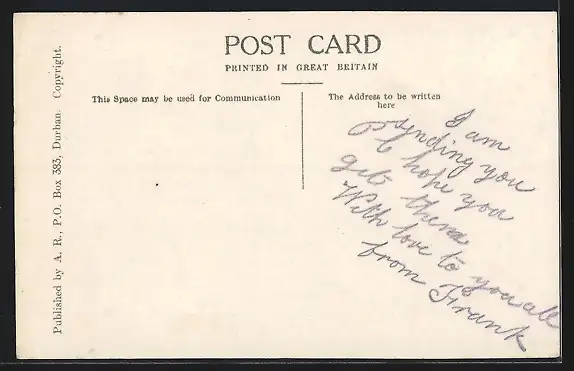 POST CARD
PRINTED IN GREAT BRITAIN
This Space may be used for Communication
The Address to be written
here
Published by A. R., P.O. Box 383, Durban. Copyright.
I am
sending you
I hope you
get them
With love to you all
from Frank